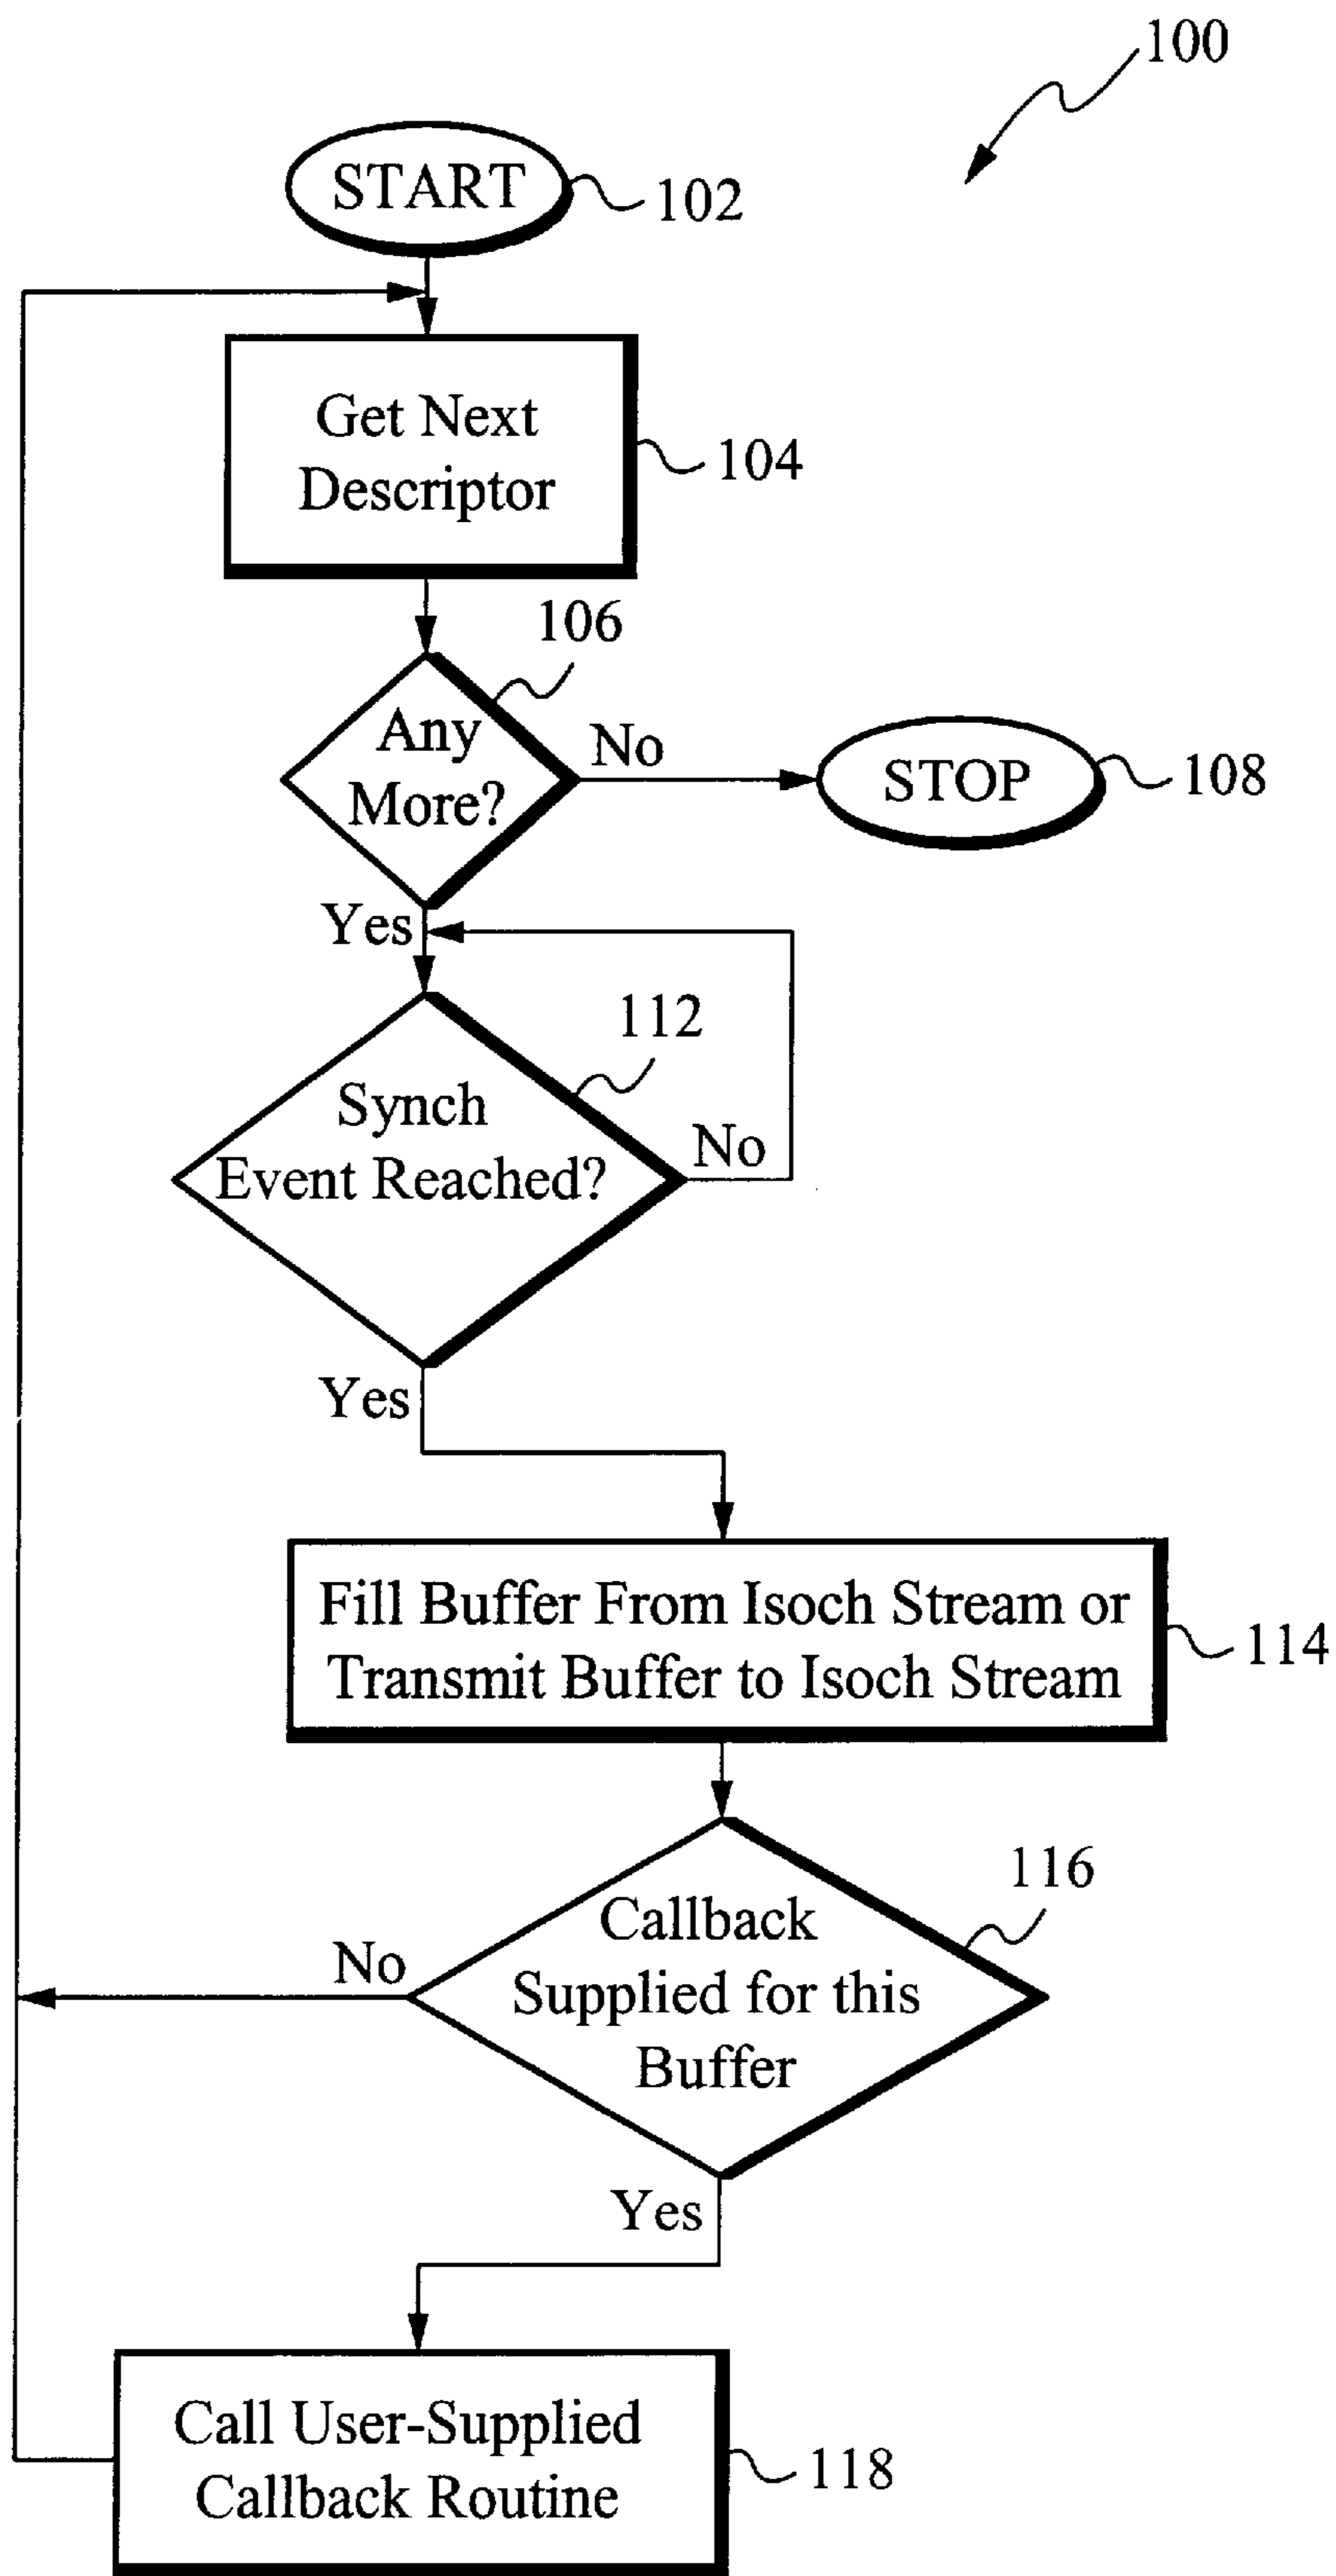 100
START
102
Get Next
Descriptor
104
106
Any
More?
No
STOP
108
Yes
112
Synch
Event Reached?
No
Yes
Fill Buffer From Isoch Stream or
Transmit Buffer to Isoch Stream
114
116
Callback
Supplied for this
Buffer
No
Yes
Call User-Supplied
Callback Routine
118